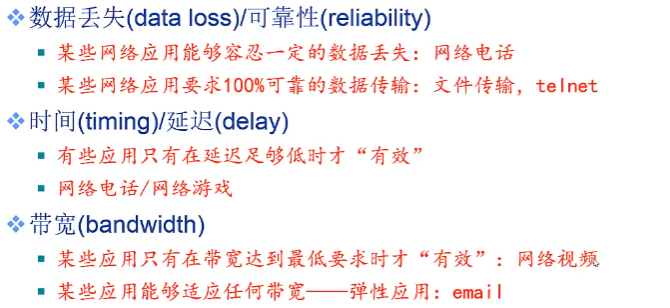 数据丢失(data loss)/可靠性(reliability)
某些网络应用能够容忍一定的数据丢失：网络电话
某些网络应用要求100%可靠的数据传输：文件传输，telnet
时间(timing)/延迟(delay)
有些应用只有在延迟足够低时才“有效”
网络电话/网络游戏
带宽(bandwidth)
某些应用只有在带宽达到最低要求时才“有效”：网络视频
某些应用能够适应任何带宽——弹性应用：email